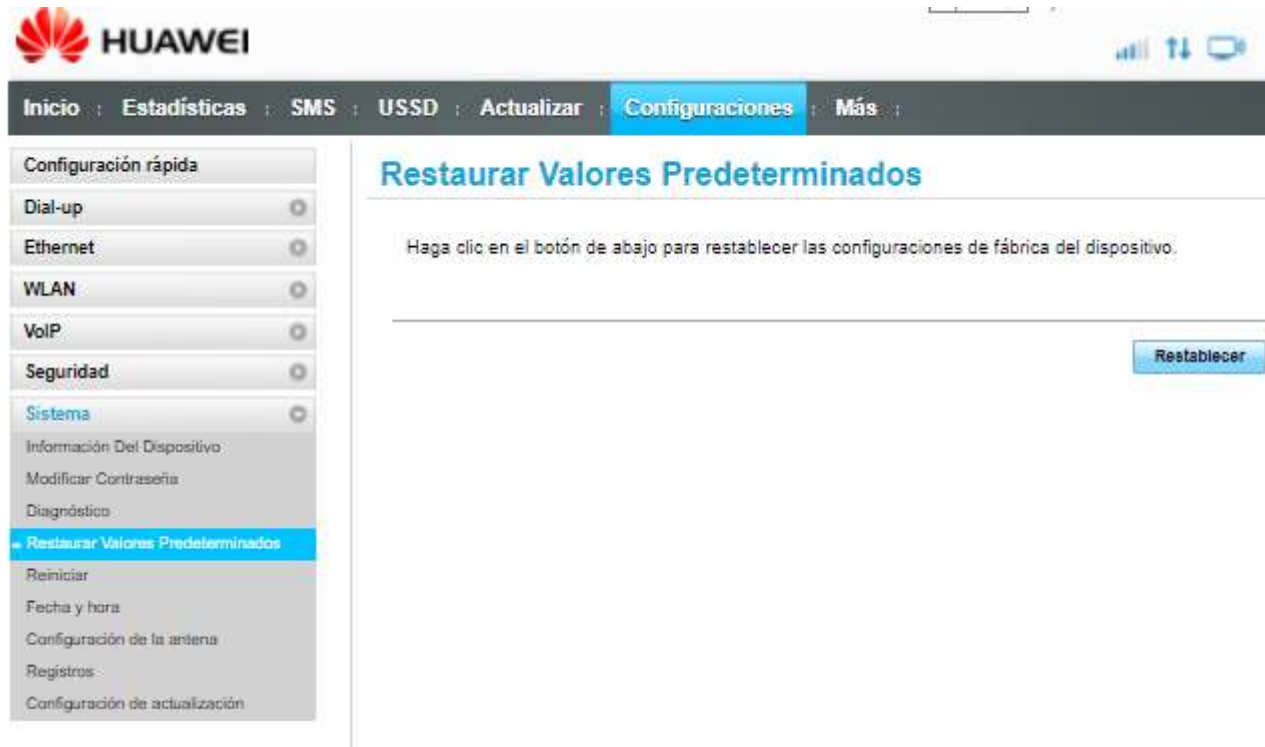 HUAWEI
Inicio Estadísticas SMS USSD Actualizar Configuraciones Más
Configuración rápida
Dial-up
Ethernet
WLAN
VoIP
Seguridad
Sistema
Información Del Dispositivo
Modificar Contraseña
Diagnóstico
Restaurar Valores Predeterminados
Reiniciar
Fecha y hora
Configuración de la antena
Registros
Configuración de actualización
Restaurar Valores Predeterminados
Haga clic en el botón de abajo para restablecer las configuraciones de fábrica del dispositivo.
Restablecer